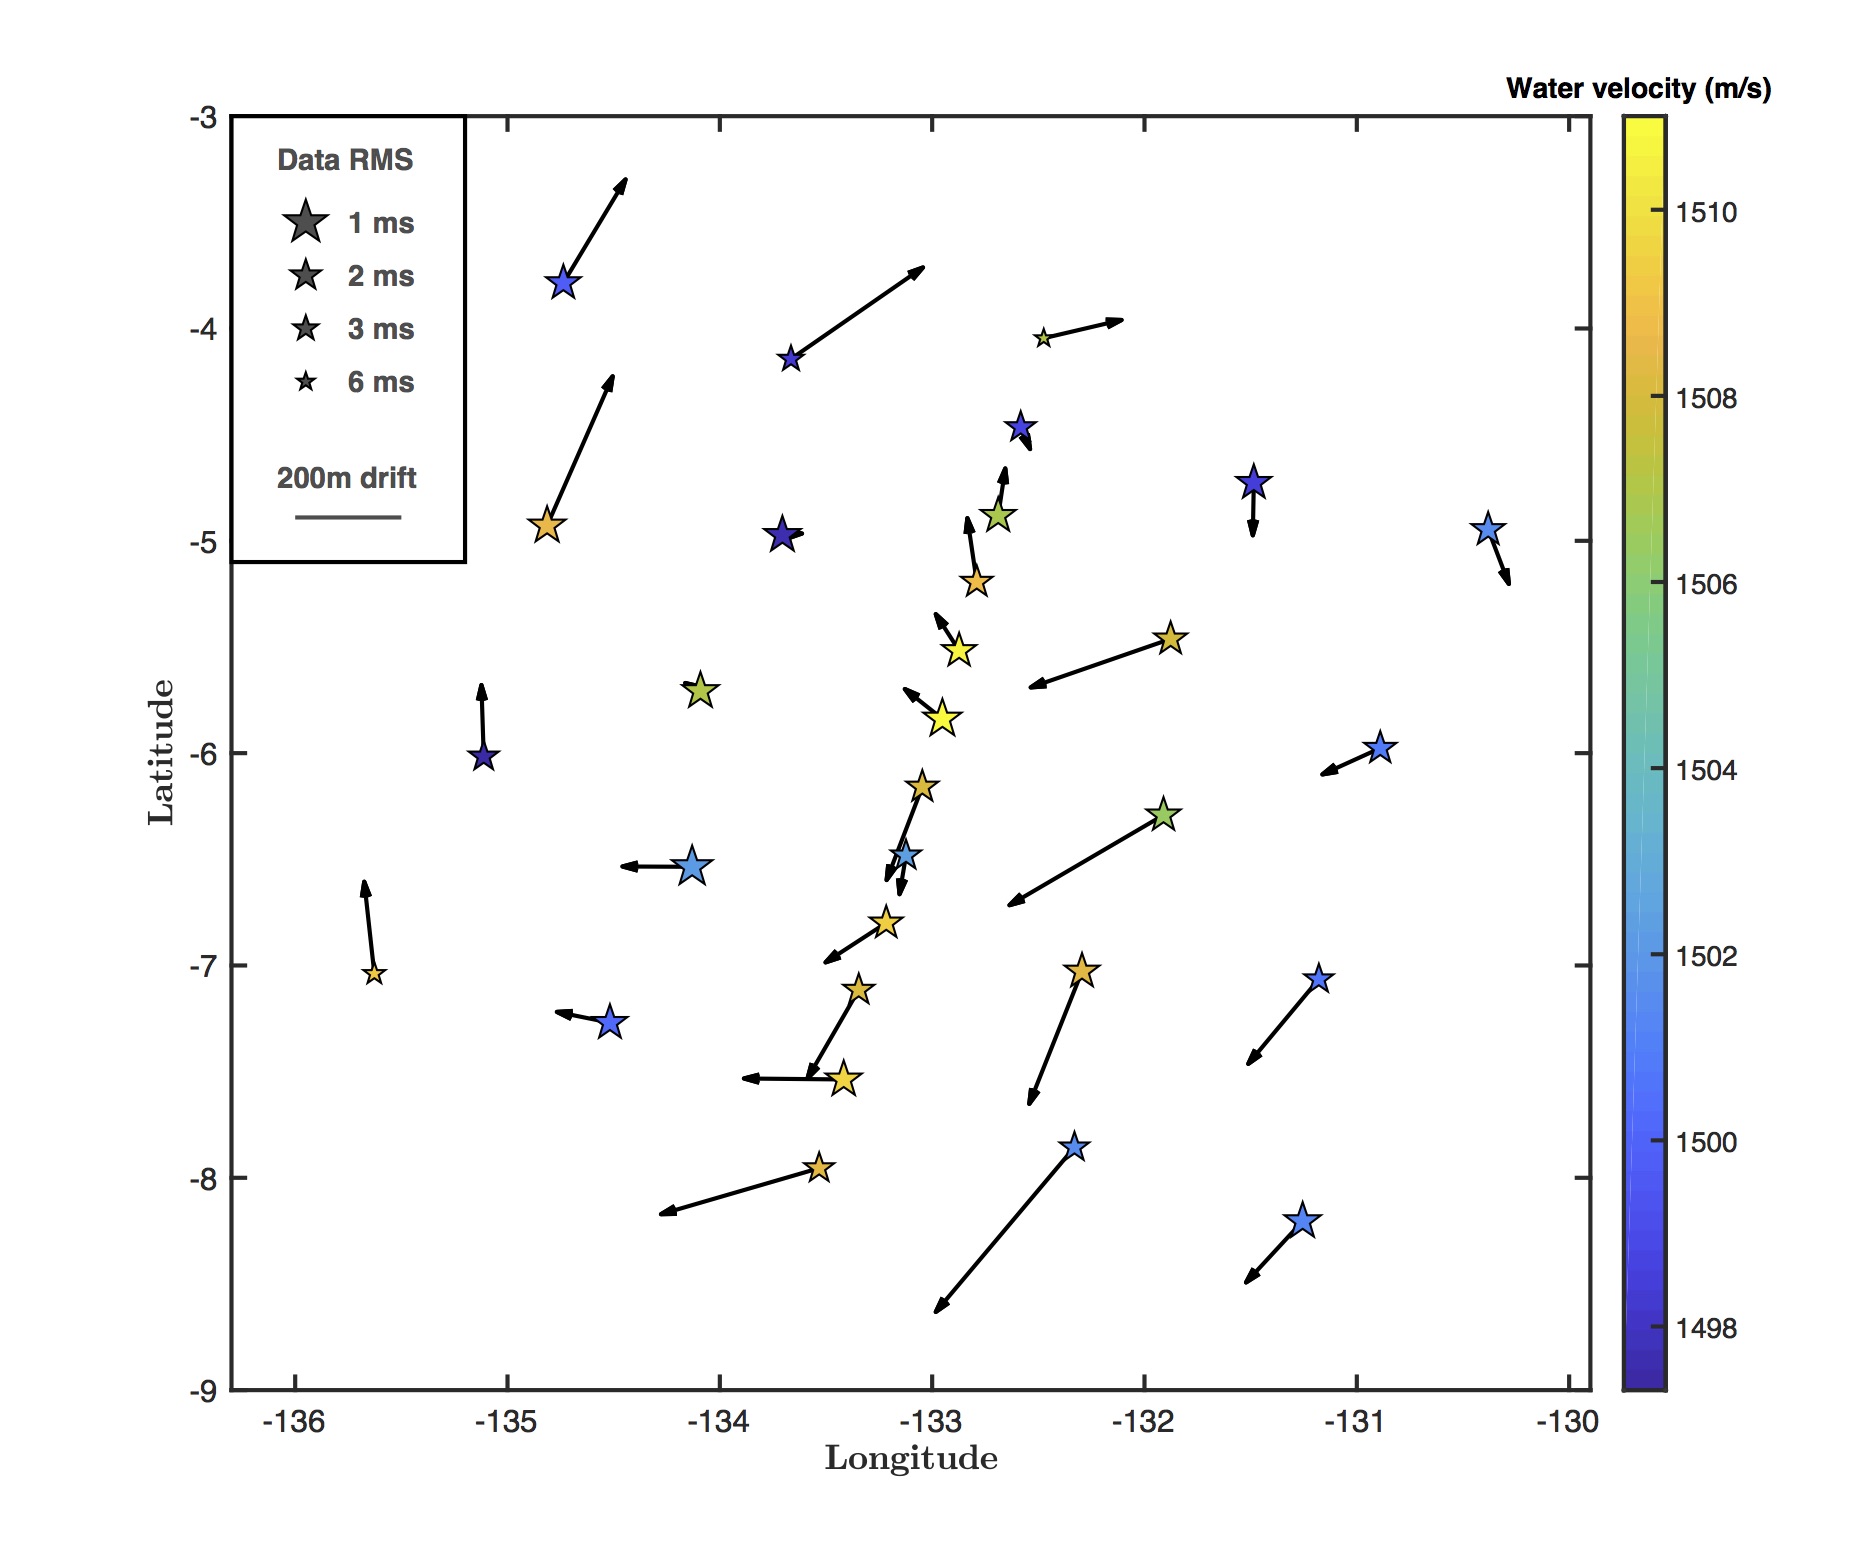 Water velocity (m/s)
Data RMS
1 ms
2 ms
3 ms
6 ms
200m drift
-3
-4
-5
-6
-7
-8
-9
Latitude
-136
-135
-134
-133
-132
-131
-130
Longitude
1510
1508
1506
1504
1502
1500
1498